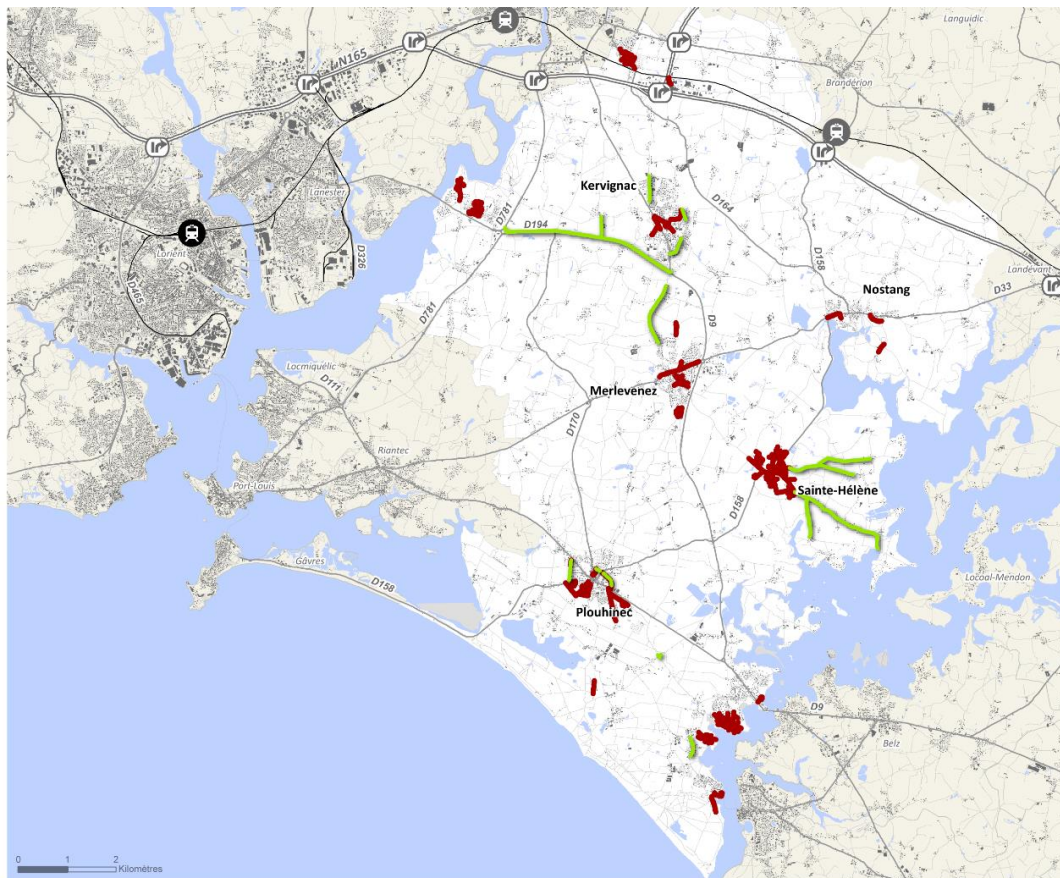 Languidic
N165
Brandérion
Lanester
Kervignac
D781
D194
D164
D326
Lorient
D465
D158
Landévant
Nostang
D33
D9
D781
Locmiquélic
D111
Merlevenez
D170
Riantec
Port-Louis
Sainte-Hélène
D158
Gâvres
D158
Locoal-Mendon
Plouhinec
D9
Belz
0 1 2
Kilomètres